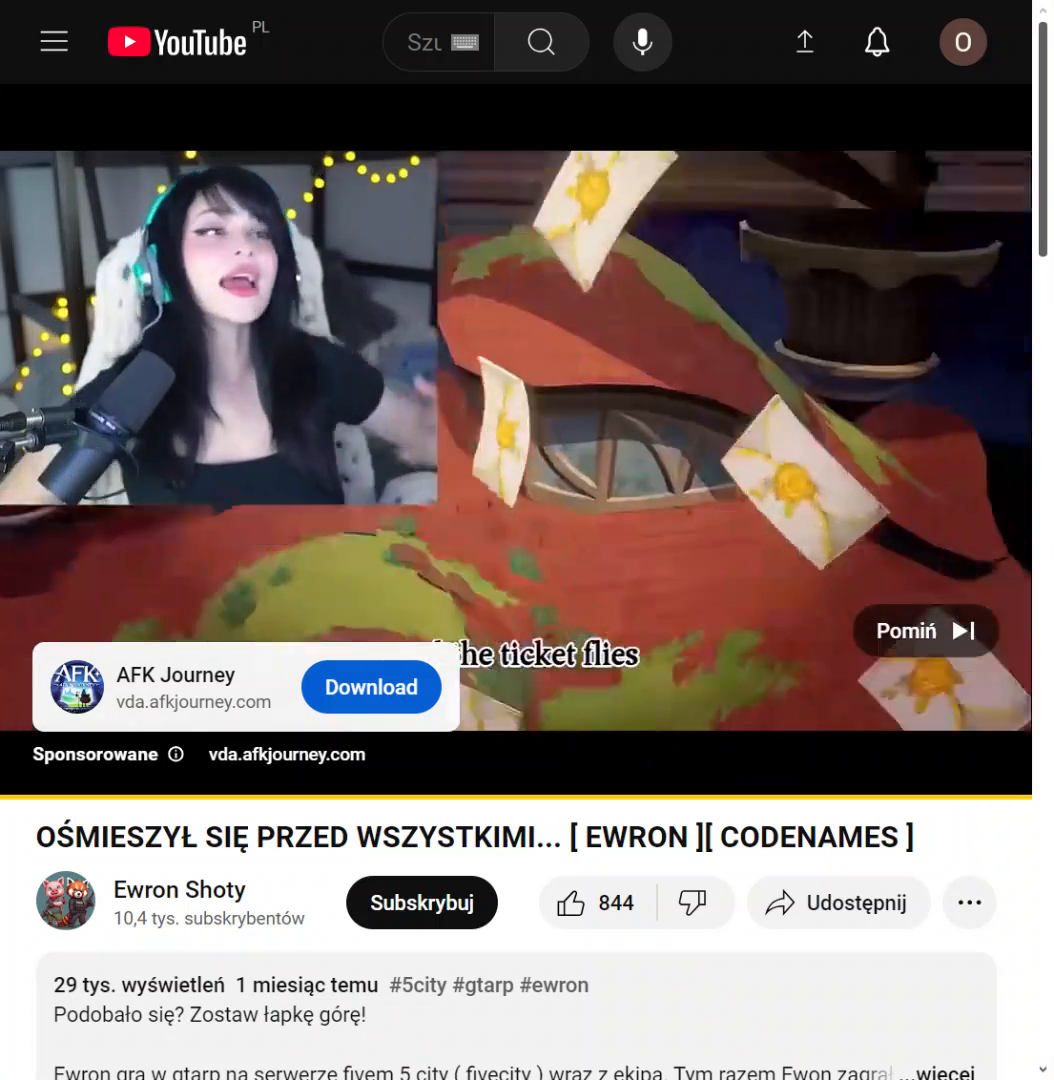 YouTube PL
Szu
O
the ticket flies
Pomiń
AFK
AFK Journey
vda.afkjourney.com
Download
Sponsorowane vda.afkjourney.com
OŚMIESZYŁ SIĘ PRZED WSZYSTKIMI... [ EWRON ][ CODENAMES ]
Ewron Shoty
10,4 tys. subskrybentów
Subskrybuj
844
Udostępnij
29 tys. wyświetleń 1 miesiąc temu #5city #gtarp #ewron
Podobało się? Zostaw łapkę górę!
Ewron gra w gtarp na serwerze fivem 5 city ( fivecity ) wraz z ekipą. Tym razem Ewon zagrał ...więcej